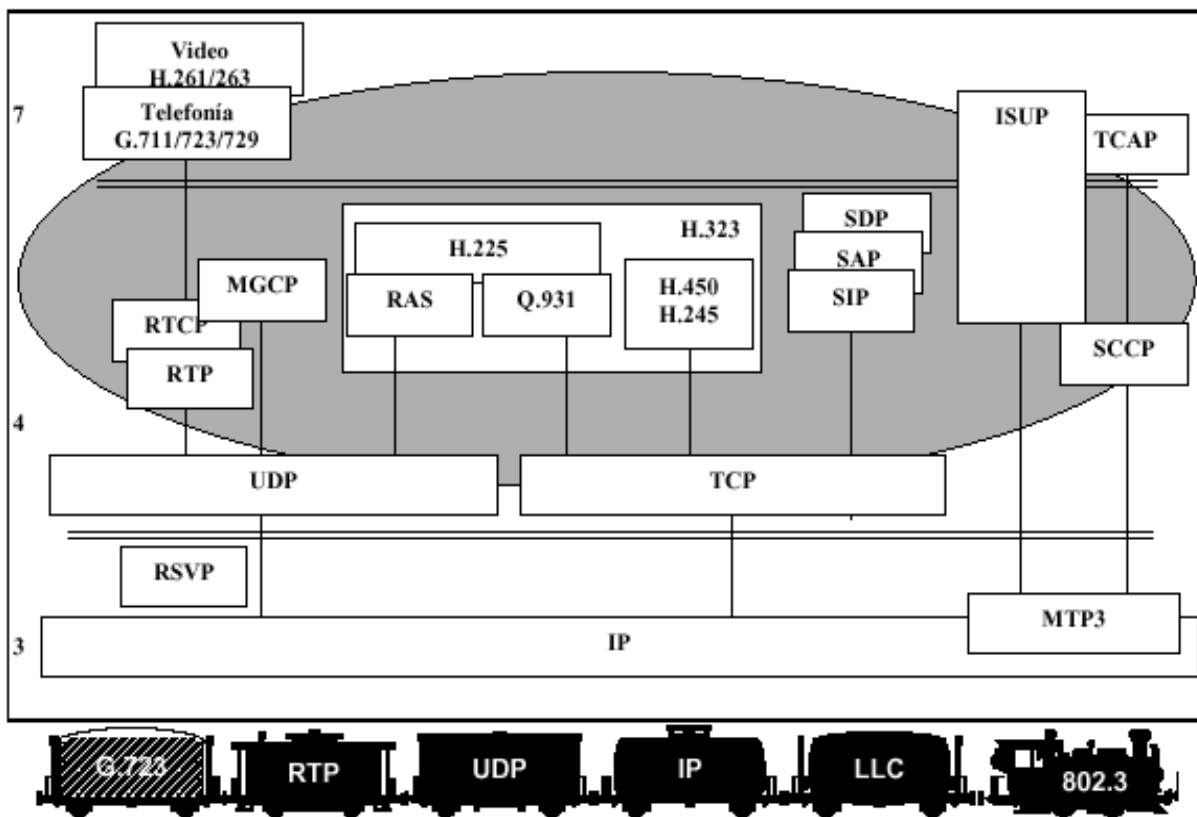 Video
H.261/263
7
Telefonía
G.711/723/729
ISUP
TCAP
H.323
SDP
H.225
SAP
MGCP
RAS
Q.931
H.450
H.245
SIP
RTCP
RTP
SCCP
4
UDP
TCP
RSVP
MTP3
3
IP
G.723
RTP
UDP
IP
LLC
802.3